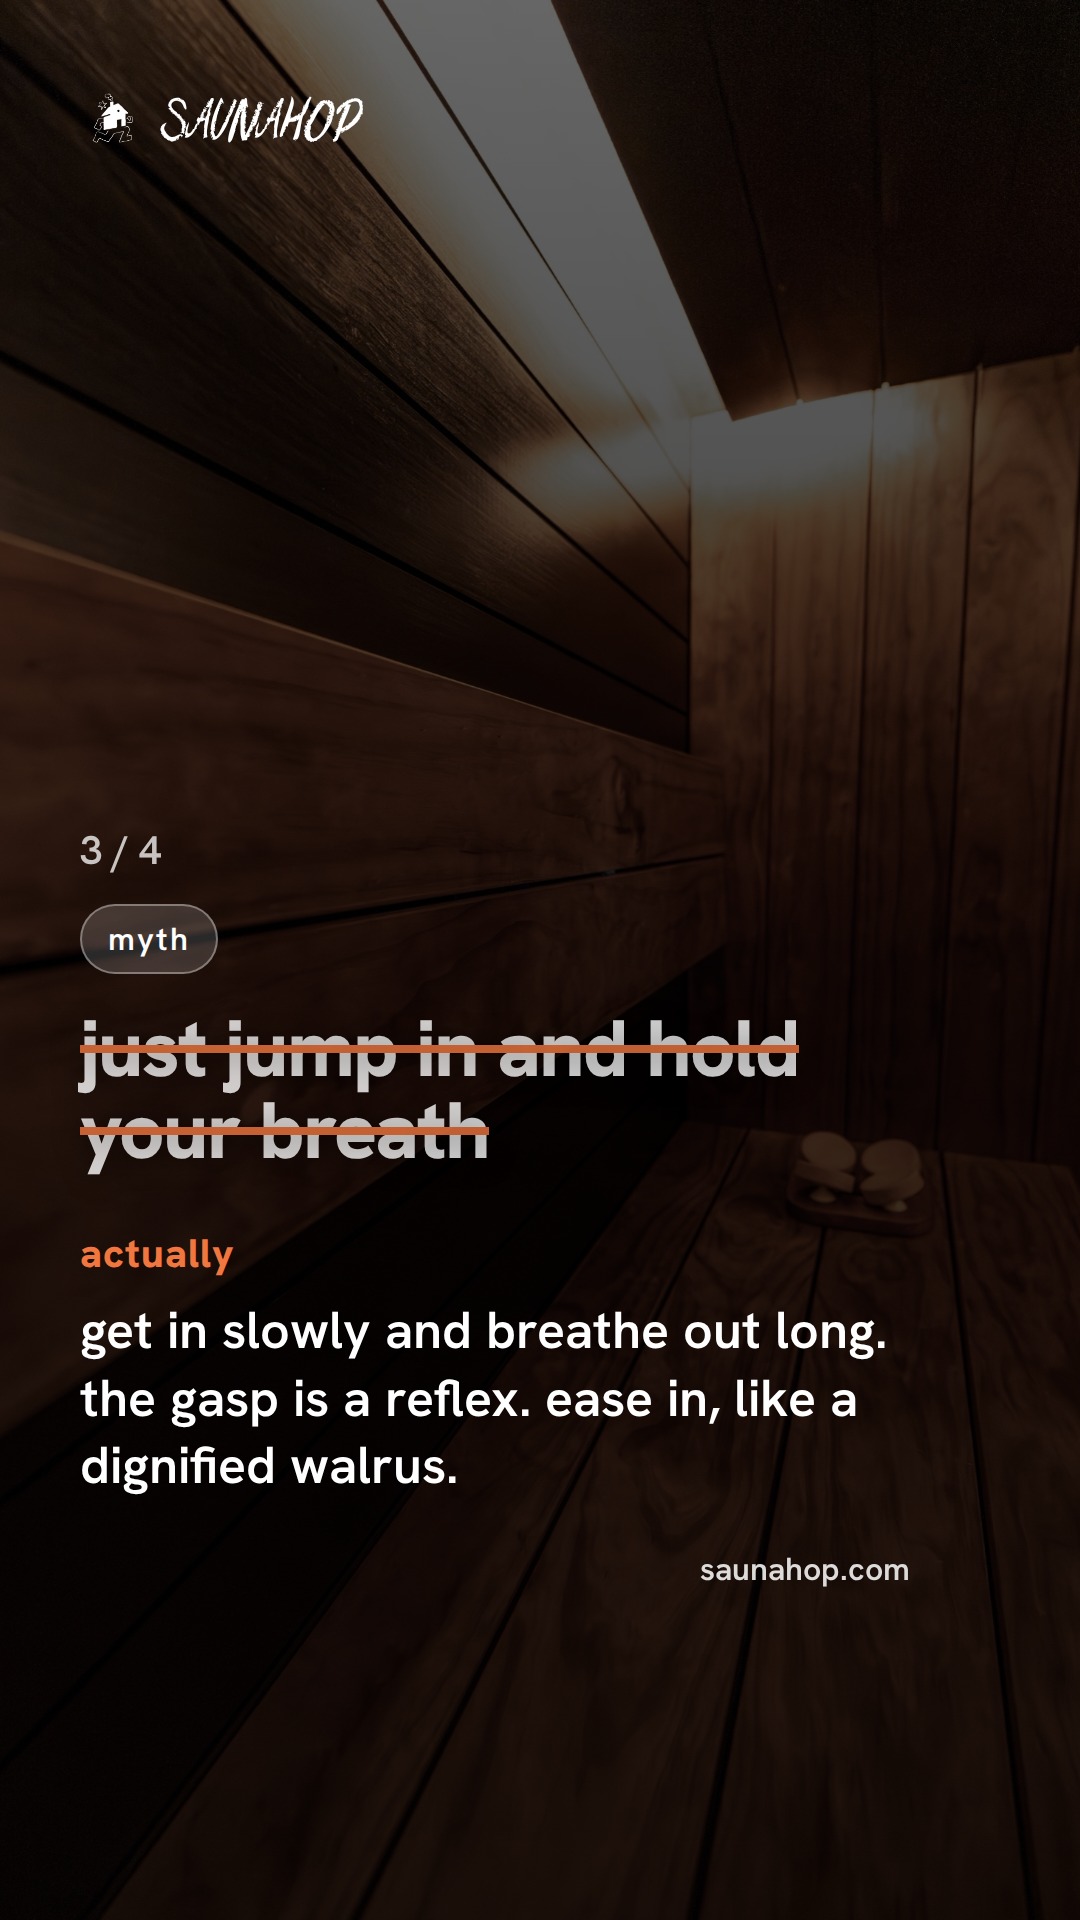 SAUNAHOP
3 / 4
myth
just jump in and hold
your breath
actually
get in slowly and breathe out long.
the gasp is a reflex. ease in, like a
dignified walrus.
saunahop.com